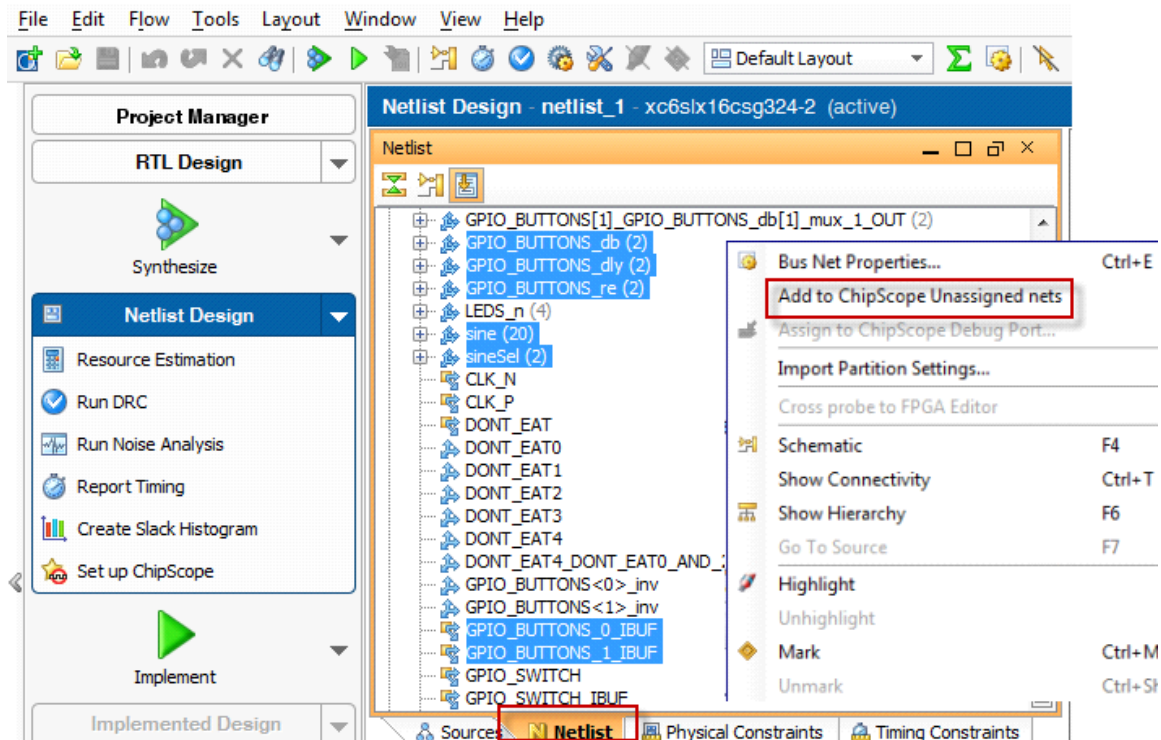 File Edit Flow Tools Layout Window View Help
Default Layout
Project Manager
RTL Design
Synthesize
Netlist Design
Resource Estimation
Run DRC
Run Noise Analysis
Report Timing
Create Slack Histogram
Set up ChipScope
Implement
Implemented Design
Netlist Design - netlist_1 - xc6slx16csg324-2 (active)
Netlist
GPIO_BUTTONS[1]_GPIO_BUTTONS_db[1]_mux_1_OUT (2)
GPIO_BUTTONS_db (2)
GPIO_BUTTONS_dly (2)
GPIO_BUTTONS_re (2)
LEDS_n (4)
sine (20)
sineSel (2)
CLK_N
CLK_P
DONT_EAT
DONT_EAT0
DONT_EAT1
DONT_EAT2
DONT_EAT3
DONT_EAT4
DONT_EAT4_DONT_EAT0_AND_
GPIO_BUTTONS<0>_inv
GPIO_BUTTONS<1>_inv
GPIO_BUTTONS_0_IBUF
GPIO_BUTTONS_1_IBUF
GPIO_SWITCH
GPIO_SWITCH_IBUF
Bus Net Properties... Ctrl+E
Add to ChipScope Unassigned nets
Assign to ChipScope Debug Port...
Import Partition Settings...
Cross probe to FPGA Editor
Schematic F4
Show Connectivity Ctrl+T
Show Hierarchy F6
Go To Source F7
Highlight
Unhighlight
Mark Ctrl+M
Unmark Ctrl+Sh
Sources Netlist Physical Constraints Timing Constraints